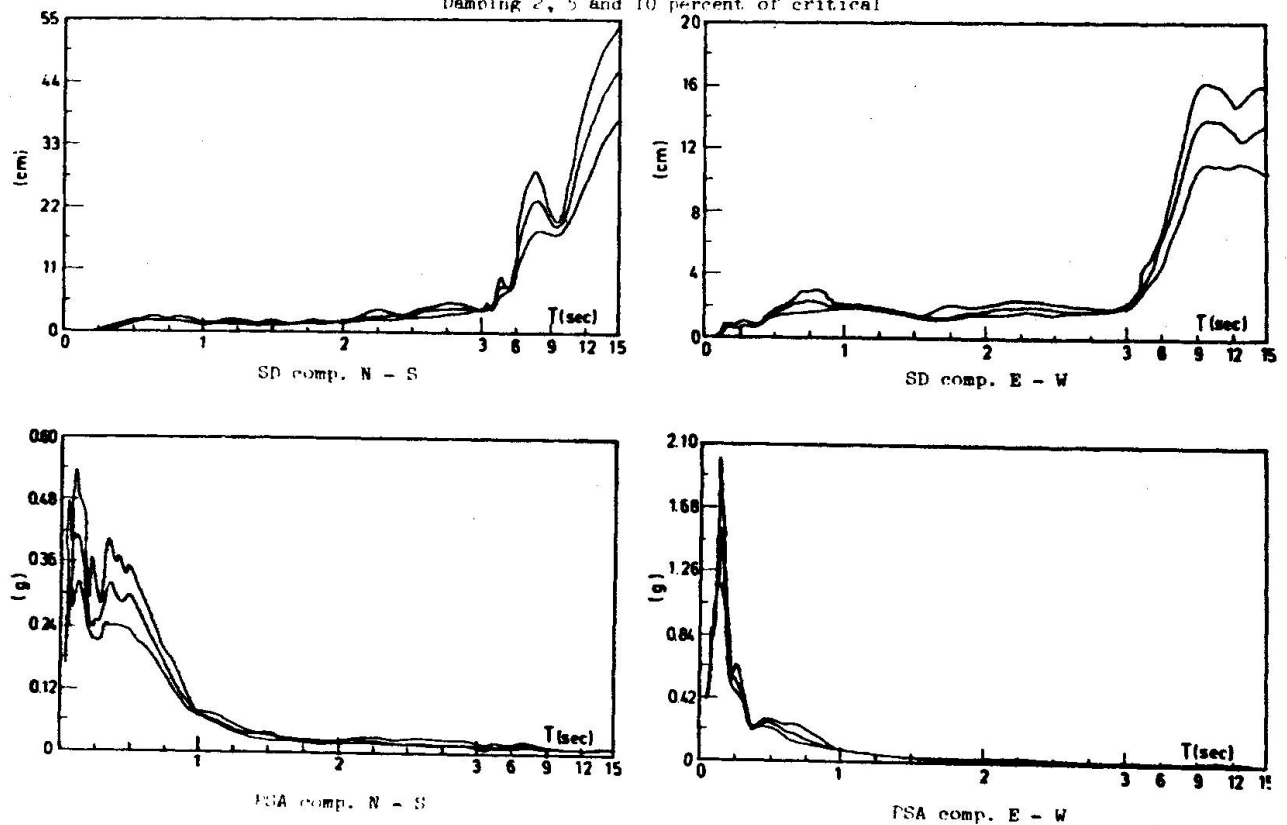 Damping 2, 5 and 10 percent of critical
55
44
33
22
11
0
(cm)
T(sec)
0 1 2 3 6 9 12 15
SD comp. N - S
20
16
12
8
4
0
(cm)
T(sec)
0 1 2 3 6 9 12 15
SD comp. E - W
0.60
0.48
0.36
0.24
0.12
0
(g)
T(sec)
1 2 3 6 9 12 15
PSA comp. N - S
2.10
1.68
1.26
0.84
0.42
0
(g)
T(sec)
0 1 2 3 6 9 12 15
PSA comp. E - W